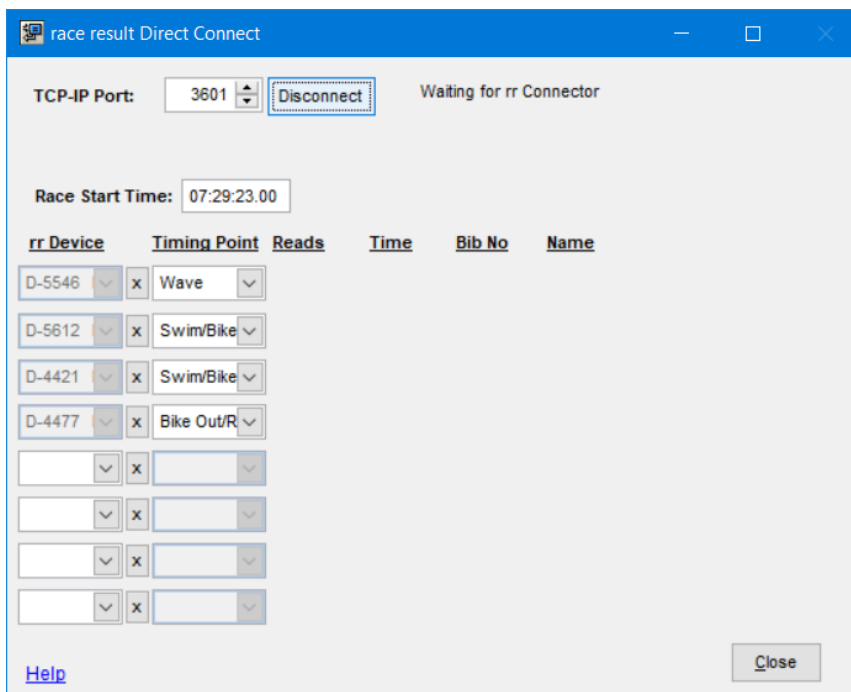 race result Direct Connect
TCP-IP Port: 3601 Disconnect Waiting for rr Connector
Race Start Time: 07:29:23.00
rr Device Timing Point Reads Time Bib No Name
D-5546 x Wave
D-5612 x Swim/Bike
D-4421 x Swim/Bike
D-4477 x Bike Out/R
x
x
x
x
Close
Help